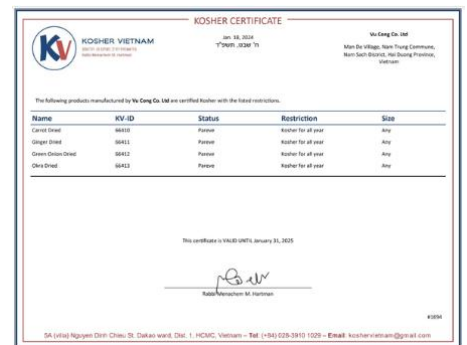 KOSHER CERTIFICATE
KV
KOSHER VIETNAM
Jan. 18, 2024
ח' שבט, תשפ"ד
Vu Cong Co. Ltd
Man De Village, Nam Trung Commune,
Nam Sach District, Hai Duong Province,
Vietnam
The following products manufactured by Vu Cong Co. Ltd are certified Kosher with the listed restrictions.
Name KV-ID Status Restriction Size
Carrot Dried 66410 Pareve Kosher for all year Any
Ginger Dried 66411 Pareve Kosher for all year Any
Green Onion Dried 66412 Pareve Kosher for all year Any
Okra Dried 66413 Pareve Kosher for all year Any
This certificate is VALID UNTIL January 31, 2025
Rabbi Menachem M. Hartman
#1894
5A (villa) Nguyen Dinh Chieu St. Dakao ward, Dist. 1, HCMC, Vietnam – Tel: (+84) 028-3910 1029 – Email: koshervietnam@gmail.com